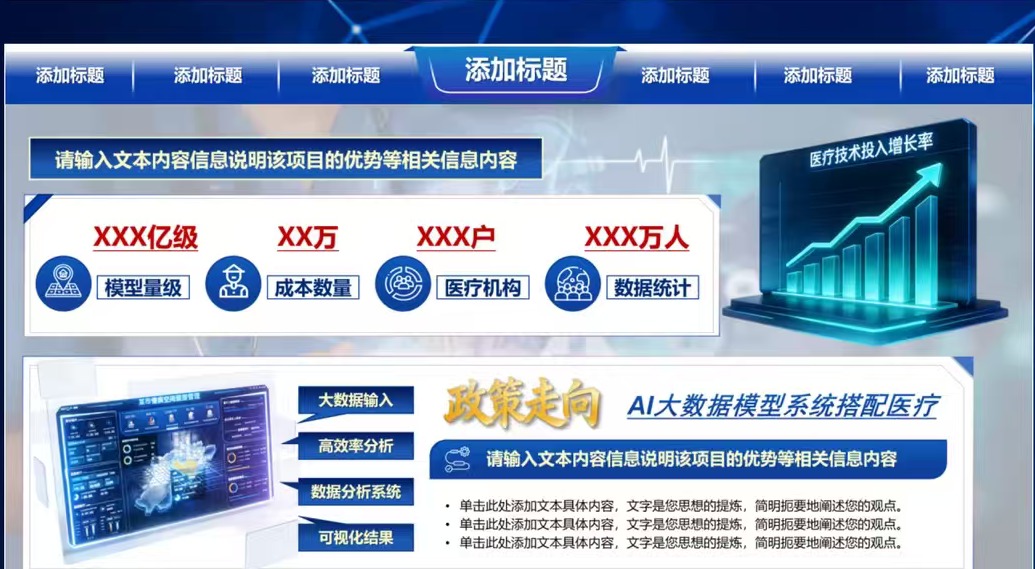 添加标题
添加标题
添加标题
添加标题
添加标题
添加标题
添加标题
请输入文本内容信息说明该项目的优势等相关信息内容
医疗技术投入增长率
XXX亿级
XX万
XXX户
XXX万人
模型量级
成本数量
医疗机构
数据统计
大数据输入
高效率分析
数据分析系统
可视化结果
政策走向
AI大数据模型系统搭配医疗
请输入文本内容信息说明该项目的优势等相关信息内容
• 单击此处添加文本具体内容，文字是您思想的提炼，简明扼要地阐述您的观点。
• 单击此处添加文本具体内容，文字是您思想的提炼，简明扼要地阐述您的观点。
• 单击此处添加文本具体内容，文字是您思想的提炼，简明扼要地阐述您的观点。